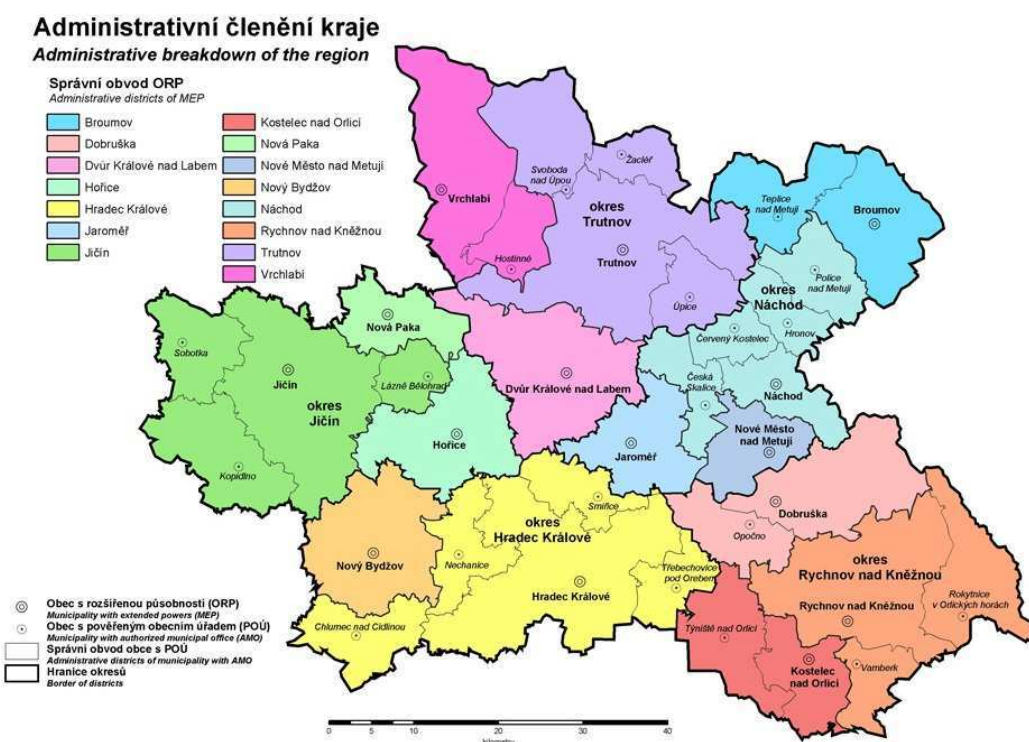 Administrativní členění kraje
Administrative breakdown of the region
Správní obvod ORP
Administrative districts of MEP
Broumov
Dobruška
Dvůr Králové nad Labem
Hořice
Hradec Králové
Jaroměř
Jičín
Kostelec nad Orlicí
Nová Paka
Nové Město nad Metují
Nový Bydžov
Náchod
Rychnov nad Kněžnou
Trutnov
Vrchlabí
Žacléř
Svoboda
nad Úpou
Vrchlabí
okres
Trutnov
Teplice
nad Metují
Broumov
Trutnov
Hostinné
Police
nad Metují
okres
Náchod
Úpice
Nová Paka
Hronov
Červený Kostelec
Sobotka
Jičín
Lázně Bělohrad
Dvůr Králové nad Labem
Česká
Skalice
Náchod
okres
Jičín
Nové Město
nad Metují
Hořice
Jaroměř
Kopidlno
Smiřice
Dobruška
okres
Hradec Králové
Opočno
Nový Bydžov
Nechanice
Třebechovice
pod Orebem
okres
Rychnov nad Kněžnou
Hradec Králové
Rychnov nad Kněžnou
Rokytnice
v Orlických horách
Chlumec nad Cidlinou
Týniště nad Orlicí
Kostelec
nad Orlicí
Vamberk
Obec s rozšířenou působností (ORP)
Municipality with extended powers (MEP)
Obec s pověřeným obecním úřadem (POÚ)
Municipality with authorized municipal office (AMO)
Správní obvod obce s POÚ
Administrative districts of municipality with AMO
Hranice okresů
Border of districts
0 5 10 20 30 40